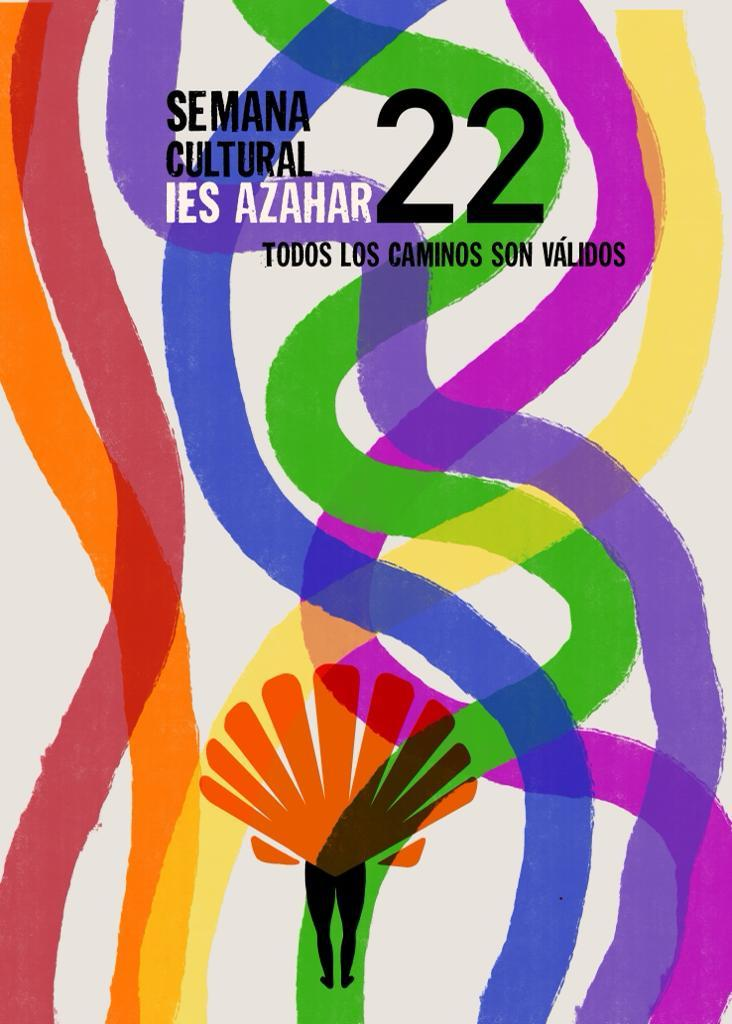 SEMANA
CULTURAL
IES AZAHAR
22
TODOS LOS CAMINOS SON VÁLIDOS